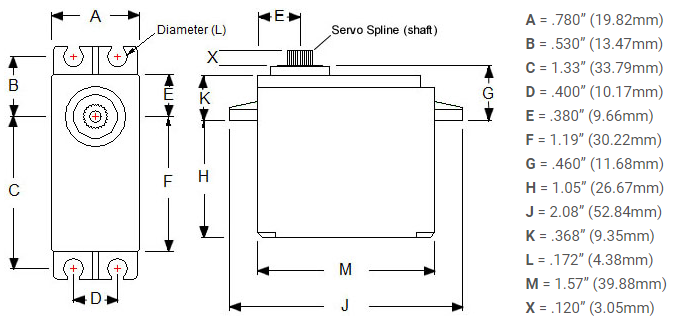 A
Diameter (L)
E
Servo Spline (shaft)
X
B
E
K
G
C
F
H
D
M
J
A = .780” (19.82mm)
B = .530” (13.47mm)
C = 1.33” (33.79mm)
D = .400” (10.17mm)
E = .380” (9.66mm)
F = 1.19” (30.22mm)
G = .460” (11.68mm)
H = 1.05” (26.67mm)
J = 2.08” (52.84mm)
K = .368” (9.35mm)
L = .172” (4.38mm)
M = 1.57” (39.88mm)
X = .120” (3.05mm)